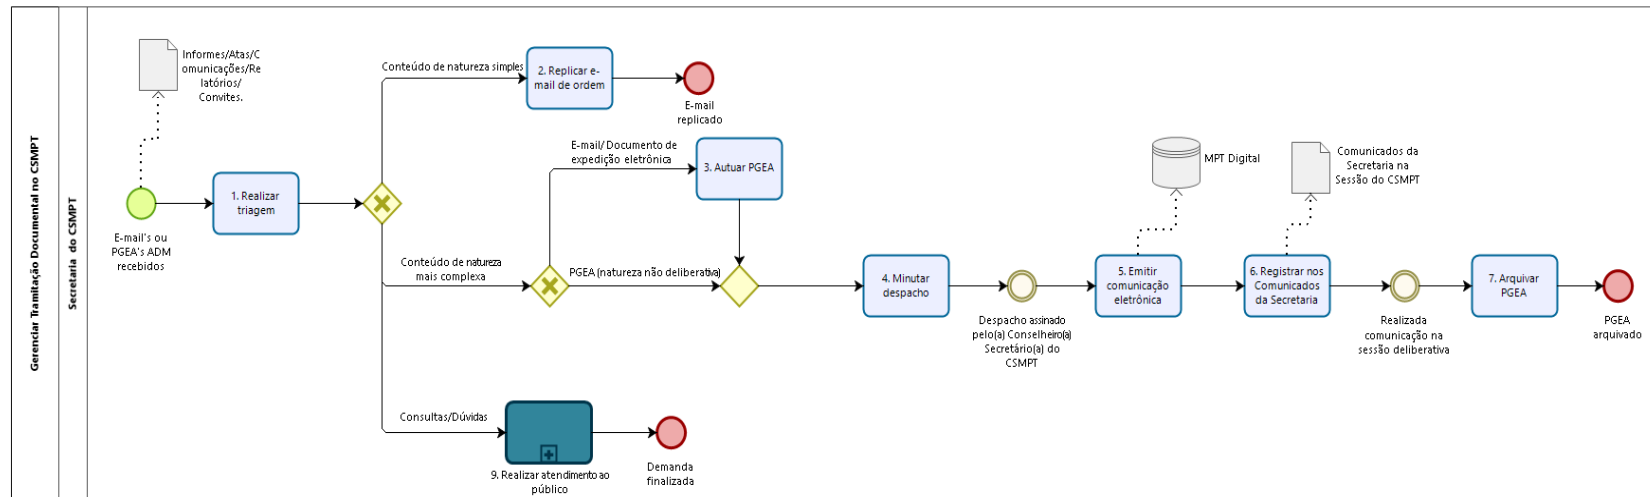 Gerenciar Tramilação Documental no CSMPT
Secretaria do CSMPT
Informes/Atas/C
omunicações/Re
latórios/
Convites.
E-mail's ou
PGEA's ADM
recebidos
1. Realizar
triagem
Conteúdo de natureza simples
2. Replicar e-
mail de ordem
E-mail
replicado
E-mail/ Documento de
expedição eletrônica
3. Autuar PGEA
Conteúdo de natureza
mais complexa
PGEA (natureza não deliberativa)
4. Minutar
despacho
Despacho assinado
pelo(a) Conselheiro(a)
Secretário(a) do
CSMPT
MPT Digital
5. Emitir
comunicação
eletrônica
Comunicados da
Secretaria na
Sessão do CSMPT
6. Registrar nos
Comunicados
da Secretaria
Realizada
comunicação na
sessão deliberativa
7. Arquivar
PGEA
PGEA
arquivado
Consultas/Dúvidas
9. Realizar atendimento ao
público
Demanda
finalizada